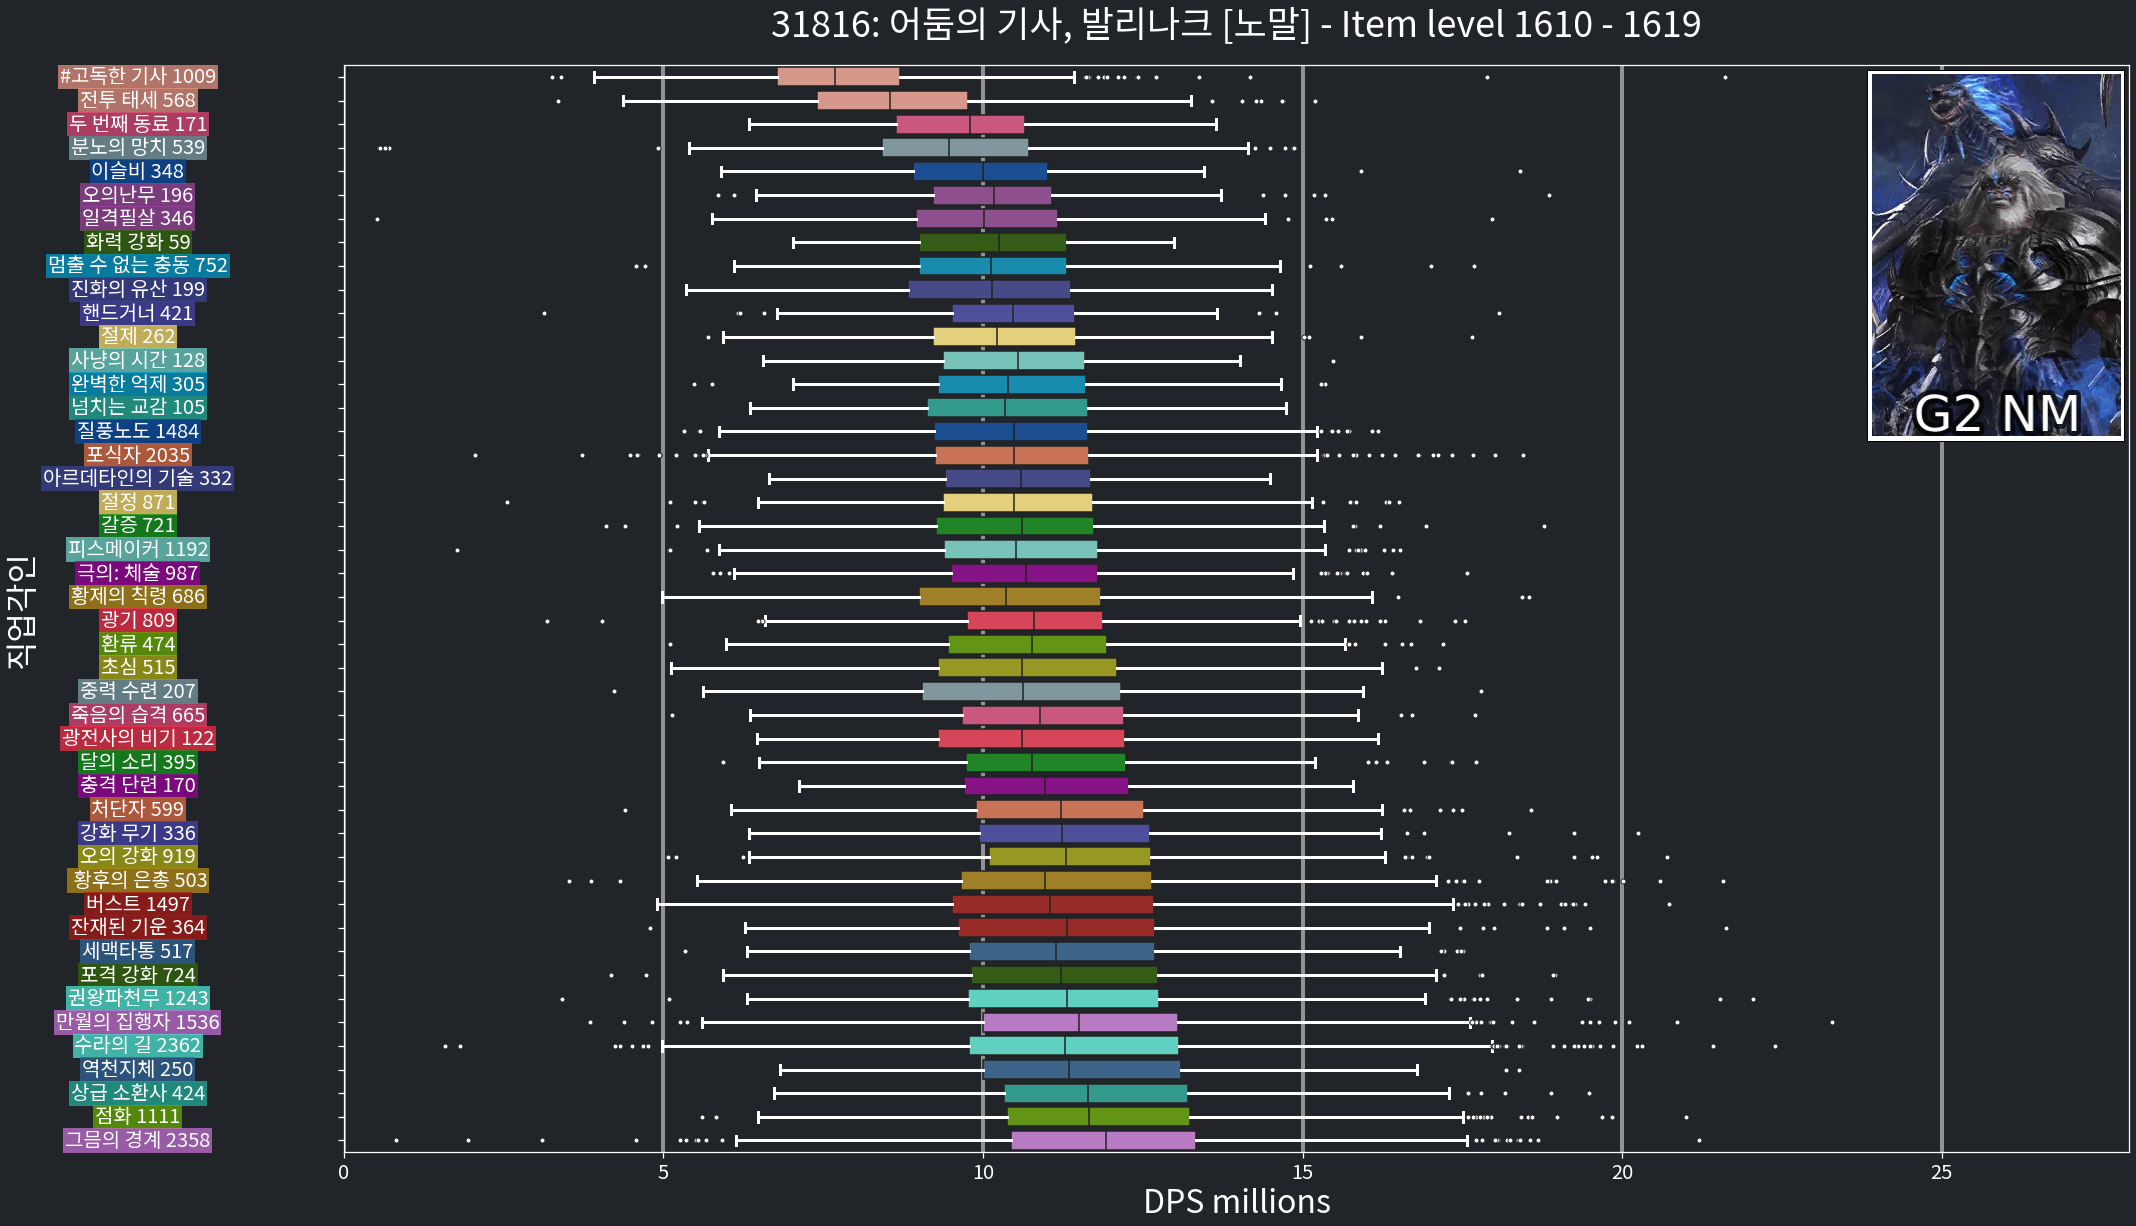 31816: 어둠의 기사, 발리나크 [노말] - Item level 1610 - 1619
#고독한 기사 1009
전투 태세 568
두 번째 동료 171
분노의 망치 539
이슬비 348
오의난무 196
일격필살 346
화력 강화 59
멈출 수 없는 충동 752
진화의 유산 199
핸드거너 421
절제 262
사냥의 시간 128
완벽한 억제 305
넘치는 교감 105
질풍노도 1484
포식자 2035
아르데타인의 기술 332
절정 871
갈증 721
피스메이커 1192
극의: 체술 987
황제의 칙령 686
광기 809
환류 474
초심 515
중력 수련 207
죽음의 습격 665
광전사의 비기 122
달의 소리 395
충격 단련 170
처단자 599
강화 무기 336
오의 강화 919
황후의 은총 503
버스트 1497
잔재된 기운 364
세맥타통 517
포격 강화 724
권왕파천무 1243
만월의 집행자 1536
수라의 길 2362
역천지체 250
상급 소환사 424
점화 1111
그믐의 경계 2358
직업각인
G2 NM
0 5 10 15 20 25
DPS millions